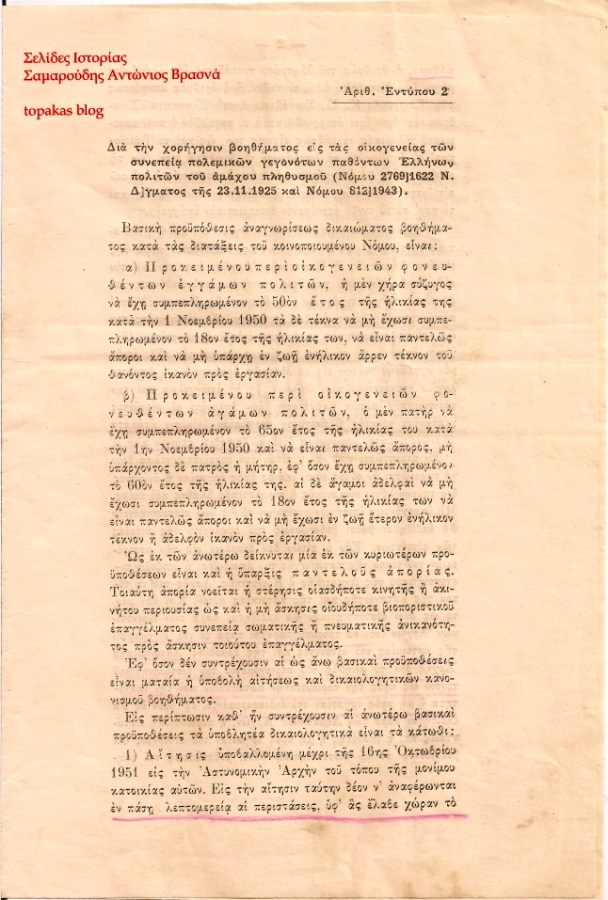 Σελίδες Ιστορίας
Σαμαρούδης Αντώνιος Βρασνά
topakas blog
Ἀριθ. Ἐντύπου 2
Διὰ τὴν χορήγησιν βοηθήματος εἰς τὰς οἰκογενείας τῶν
συνεπείᾳ πολεμικῶν γεγονότων παθόντων Ἑλλήνων
πολιτῶν τοῦ ἀμάχου πληθυσμοῦ (Νόμου 2769]1622 Ν.
Δ]γματος τῆς 23.11.1925 καὶ Νόμου 812]1943).
Βασικὴ προϋπόθεσις ἀναγνωρίσεως δικαιώματος βοηθήμα-
τος κατὰ τὰς διατάξεις τοῦ κοινοποιουμένου Νόμου, εἶναι:
α) Προκειμένου περὶ οἰκογενειῶν φονευ-
θέντων ἐγγάμων πολιτῶν, ἡ μὲν χήρα σύζυγος
νὰ ἔχῃ συμπεπληρωμένον τὸ 50ὸν ἔτος τῆς ἡλικίας της
κατὰ τὴν 1 Νοεμβρίου 1950 τὰ δὲ τέκνα νὰ μὴ ἔχωσι συμπε-
πληρωμένον τὸ 18ον ἔτος τῆς ἡλικίας των, νὰ εἶναι παντελῶς
ἄποροι καὶ νὰ μὴ ὑπάρχῃ ἐν ζωῇ ἐνήλικον ἄρρεν τέκνον τοῦ
θανόντος ἱκανὸν πρὸς ἐργασίαν.
β) Προκειμένου περὶ οἰκογενειῶν φο-
νευθέντων ἀγάμων πολιτῶν, ὁ μὲν πατὴρ νὰ
ἔχῃ συμπεπληρωμένον τὸ 65ον ἔτος τῆς ἡλικίας του κατὰ
τὴν 1ην Νοεμβρίου 1950 καὶ νὰ εἶναι παντελῶς ἄπορος, μὴ
ὑπάρχοντος δὲ πατρὸς ἡ μήτηρ, ἐφ' ὅσον ἔχῃ συμπεπληρωμένον
τὸ 60ὸν ἔτος τῆς ἡλικίας της, αἱ δὲ ἄγαμοι ἀδελφαὶ νὰ μὴ
ἔχωσι συμπεπληρωμένον τὸ 18ον ἔτος τῆς ἡλικίας των νὰ
εἶναι παντελῶς ἄποροι καὶ νὰ μὴ ἔχωσι ἐν ζωῇ ἕτερον ἐνήλικον
τέκνον ἢ ἀδελφὸν ἱκανὸν πρὸς ἐργασίαν.
Ὡς ἐκ τῶν ἀνωτέρω δείκνυται μία ἐκ τῶν κυριωτέρων προ-
ϋποθέσεων εἶναι καὶ ἡ ὕπαρξις παντελοῦς ἀπορίας.
Τοιαύτη ἀπορία νοεῖται ἡ στέρησις οἱασδήποτε κινητῆς ἢ ἀκι-
νήτου περιουσίας ὡς καὶ ἡ μὴ ἄσκησις οἱουδήποτε βιοποριστικοῦ
ἐπαγγέλματος συνεπείᾳ σωματικῆς ἢ πνευματικῆς ἀνικανότη-
τος πρὸς ἄσκησιν τοιούτου ἐπαγγέλματος.
Ἐφ' ὅσον δὲν συντρέχουσιν αἱ ὡς ἄνω βασικαὶ προϋποθέσεις
εἶναι ματαία ἡ ὑποβολὴ αἰτήσεως καὶ δικαιολογητικῶν κανο-
νισμοῦ βοηθήματος.
Εἰς περίπτωσιν καθ' ἣν συντρέχουσιν αἱ ἀνωτέρω βασικαὶ
προϋποθέσεις τὰ ὑποβλητέα δικαιολογητικὰ εἶναι τὰ κάτωθι:
1) Αἴτησις ὑποβαλλομένη μέχρι τῆς 16ης Ὀκτωβρίου
1951 εἰς τὴν Ἀστυνομικὴν Ἀρχὴν τοῦ τόπου τῆς μονίμου
κατοικίας αὐτῶν. Εἰς τὴν αἴτησιν ταύτην δέον ν' ἀναφέρωνται
ἐν πάσῃ λεπτομερείᾳ αἱ περιστάσεις, ὑφ' ἃς ἔλαβε χώραν τὸ